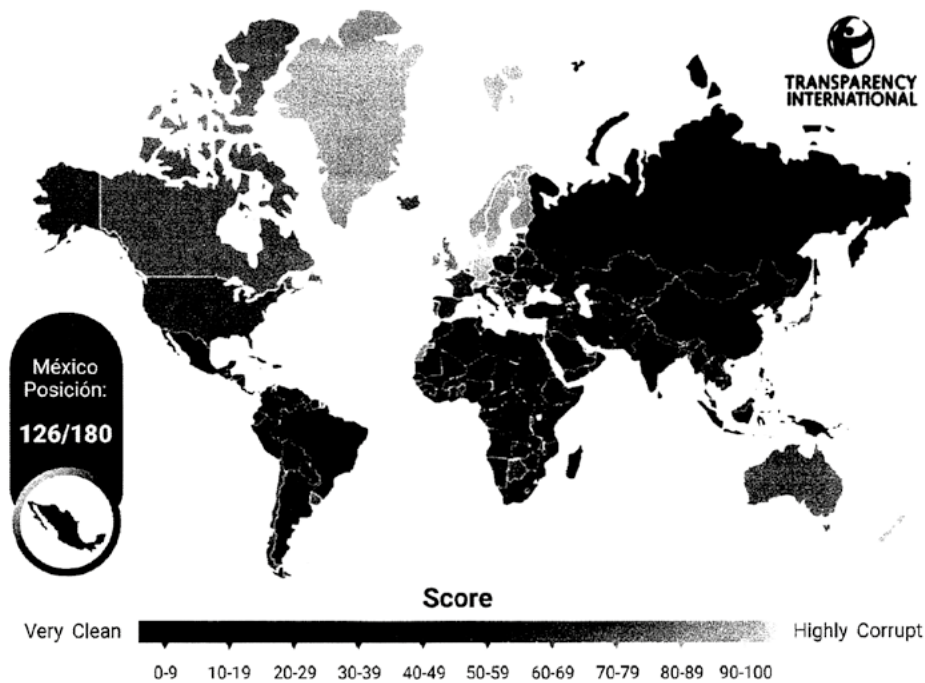 TRANSPARENCY
INTERNATIONAL
México
Posición:
126/180
Score
Very Clean
Highly Corrupt
0-9 10-19 20-29 30-39 40-49 50-59 60-69 70-79 80-89 90-100